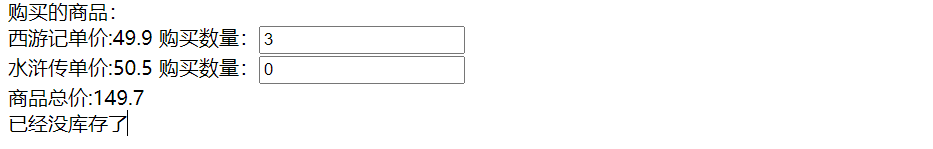 购买的商品：
西游记单价:49.9 购买数量： 3
水浒传单价:50.5 购买数量： 0
商品总价:149.7
已经没库存了